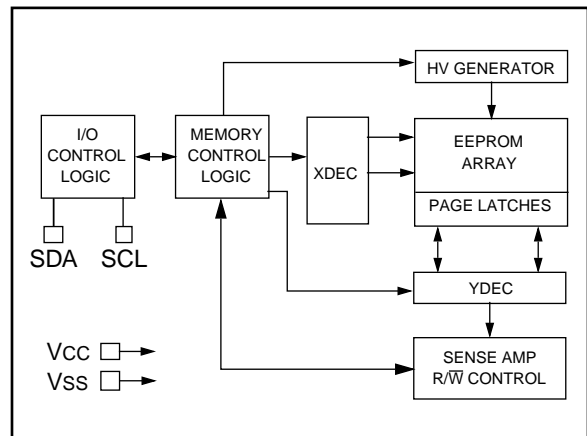 HV GENERATOR
I/O
CONTROL
LOGIC
MEMORY
CONTROL
LOGIC
XDEC
EEPROM
ARRAY
PAGE LATCHES
SDA
SCL
YDEC
VCC
VSS
SENSE AMP
R/W̅ CONTROL